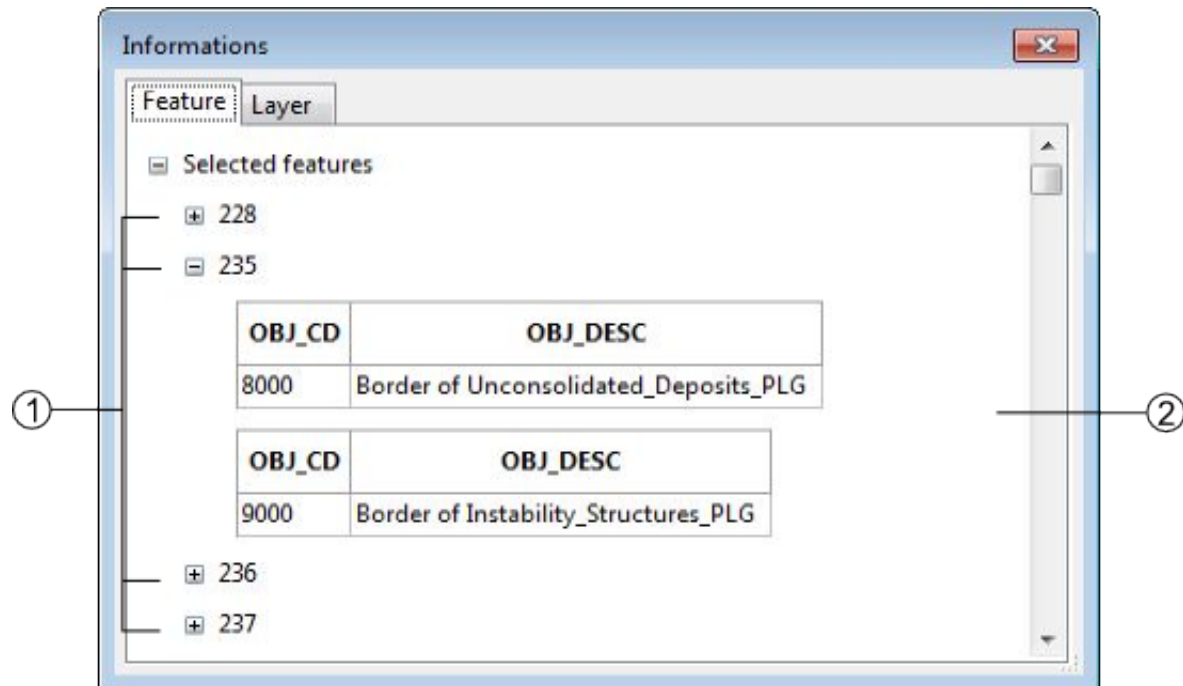 Informations
Feature Layer
Selected features
228
235
OBJ_CD OBJ_DESC
8000 Border of Unconsolidated_Deposits_PLG
1 2
OBJ_CD OBJ_DESC
9000 Border of Instability_Structures_PLG
236
237